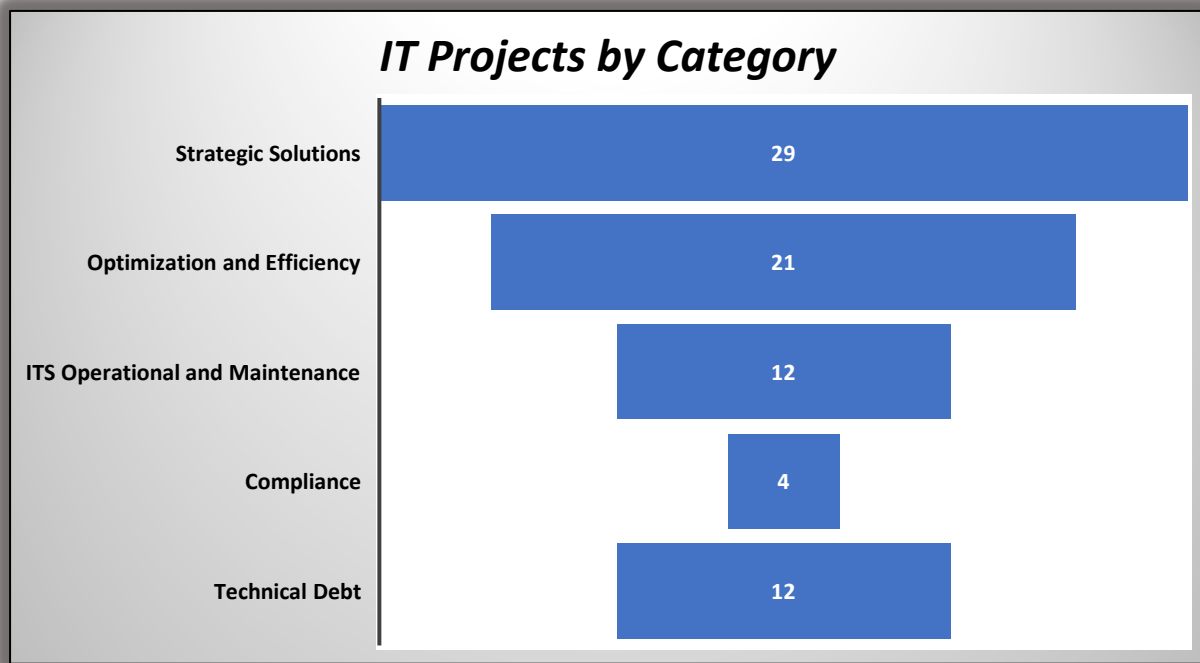 IT Projects by Category
Strategic Solutions
29
Optimization and Efficiency
21
ITS Operational and Maintenance
12
Compliance
4
Technical Debt
12